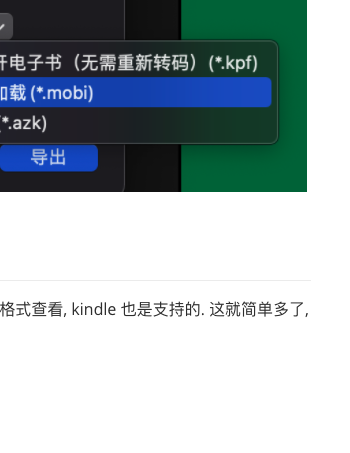 开电子书（无需重新转码）(*.kpf)
加载 (*.mobi)
(*.azk)
导出
格式查看, kindle 也是支持的. 这就简单多了,